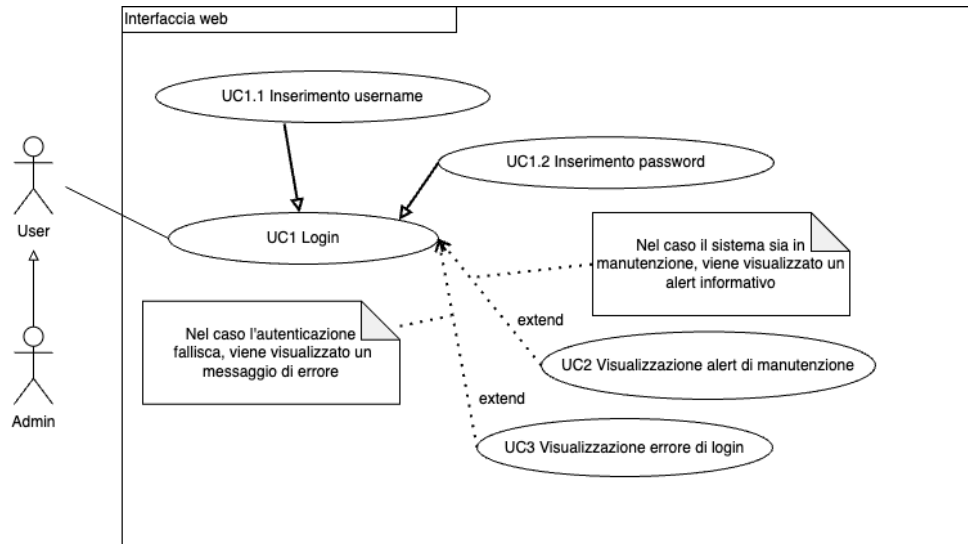 Interfaccia web
UC1.1 Inserimento username
UC1.2 Inserimento password
User
UC1 Login
Nel caso il sistema sia in
manutenzione, viene visualizzato un
alert informativo
extend
Nel caso l'autenticazione
fallisca, viene visualizzato un
messaggio di errore
UC2 Visualizzazione alert di manutenzione
extend
Admin
UC3 Visualizzazione errore di login